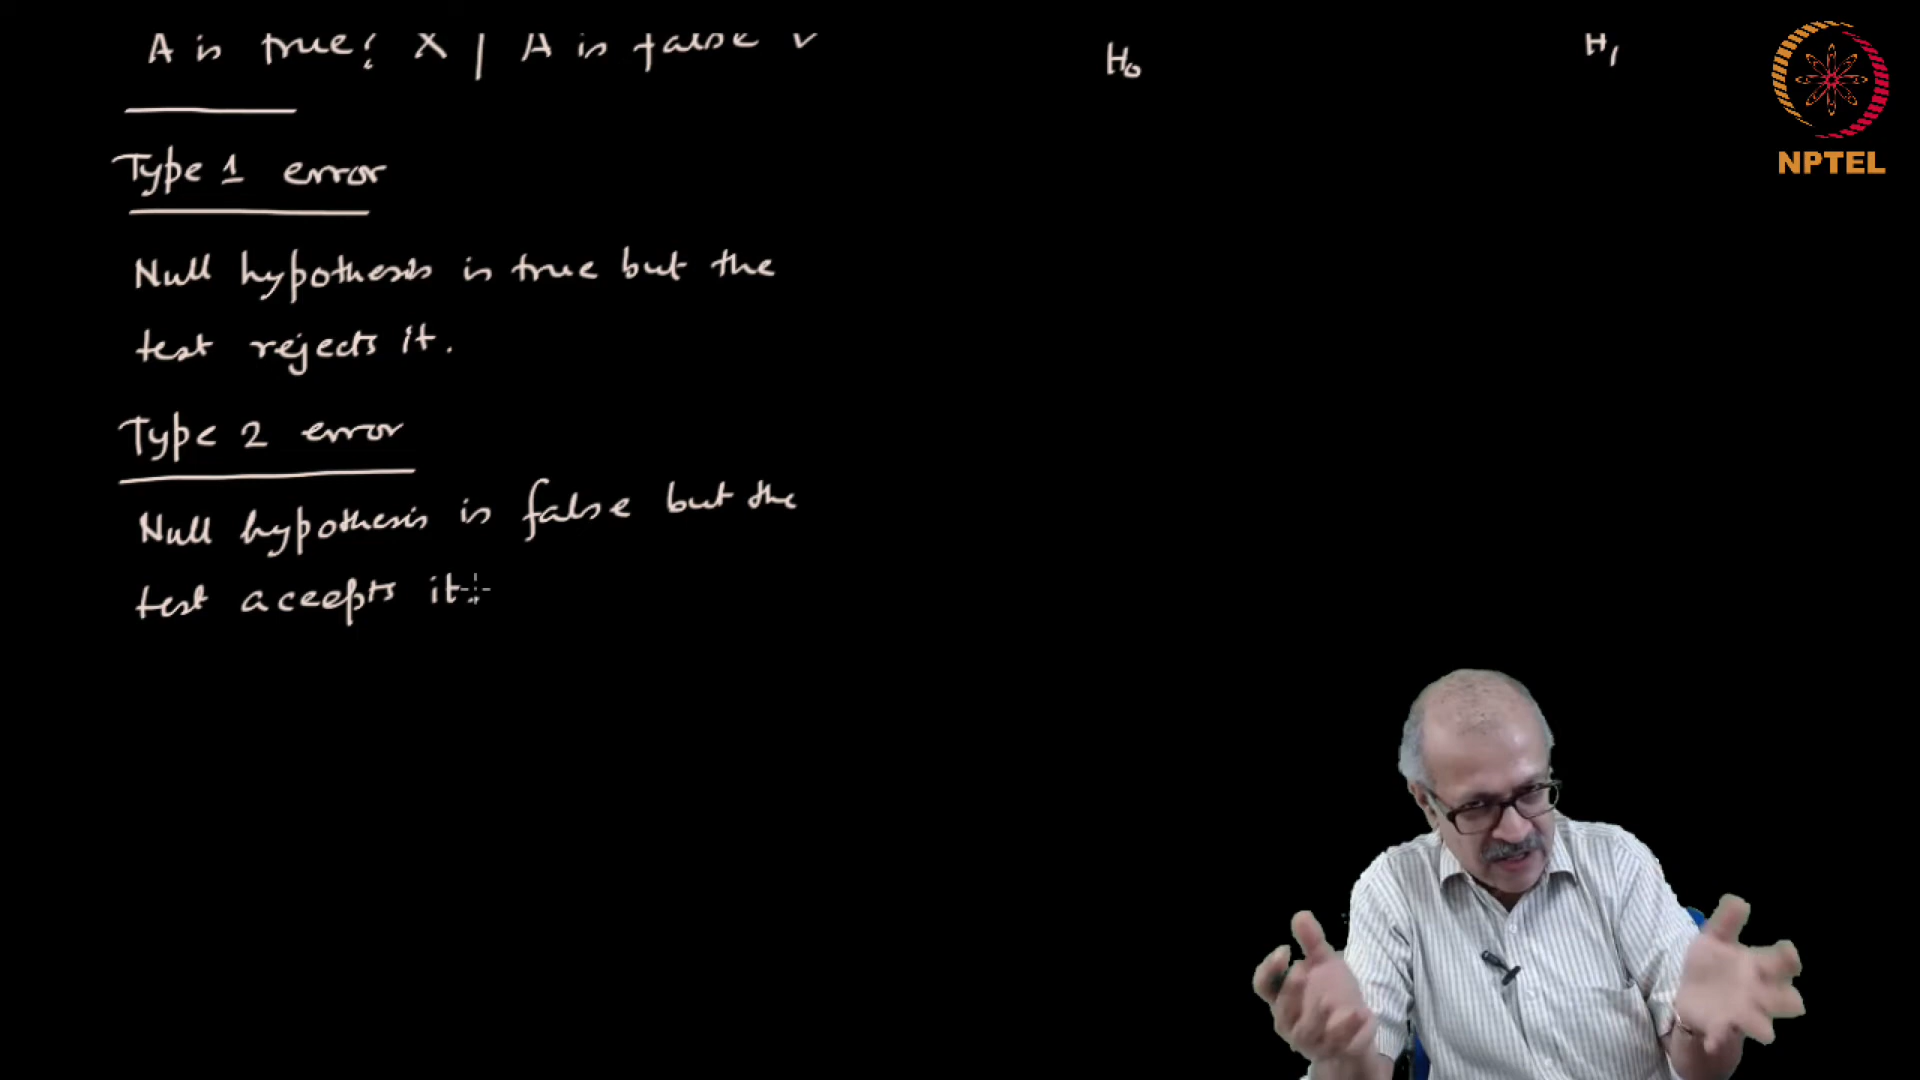 A is true? X | A is false ✓
H₀
H₁
NPTEL
Type 1 error
Null hypothesis is true but the
test rejects it.
Type 2 error
Null hypothesis is false but the
test accepts it.